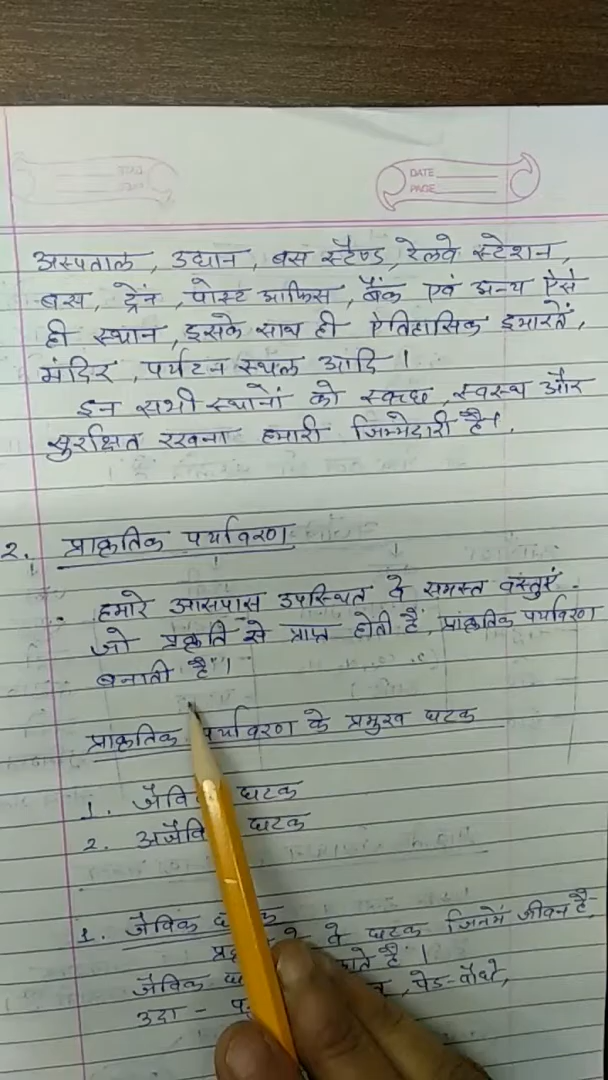 DATE
PAGE
अस्पताल, उद्यान, बस स्टैण्ड, रेलवे स्टेशन,
बस, ट्रेन, पोस्ट आफिस, बैंक एवं अन्य ऐसे
ही स्थान, इसके साथ ही ऐतिहासिक इमारतें,
मंदिर, पर्यटन स्थल आदि।
इन सभी स्थानों को स्वच्छ, स्वस्थ और
सुरक्षित रखना हमारी जिम्मेदारी है।
2. प्राकृतिक पर्यावरण
हमारे आसपास उपस्थित वे समस्त वस्तुएं
जो प्रकृति से प्राप्त होती हैं, प्राकृतिक पर्यावरण
बनाती हैं।
प्राकृतिक पर्यावरण के प्रमुख घटक
1. घटक
2. घटक
1. जैविक
वे घटक जिनमें जीवन है,
जैविक हैं।
उदा - पेड़-पौधे,